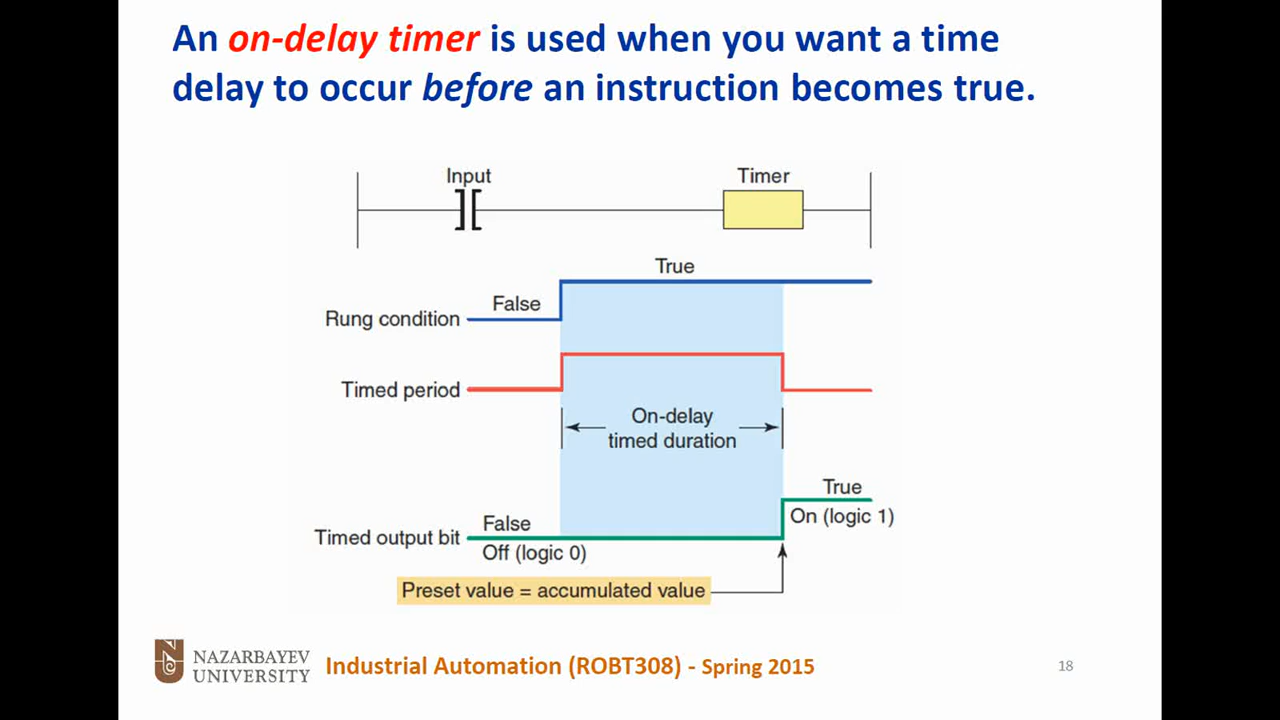 An on-delay timer is used when you want a time
delay to occur before an instruction becomes true.
Input
Timer
True
False
Rung condition
Timed period
On-delay
timed duration
True
False
On (logic 1)
Timed output bit
Off (logic 0)
Preset value = accumulated value
NAZARBAYEV
UNIVERSITY
Industrial Automation (ROBT308) - Spring 2015
18